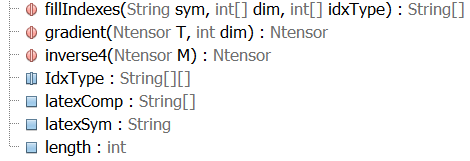 fillIndexes(String sym, int[] dim, int[] idxType) : String[]
gradient(Ntensor T, int dim) : Ntensor
inverse4(Ntensor M) : Ntensor
IdxType : String[][]
latexComp : String[]
latexSym : String
length : int